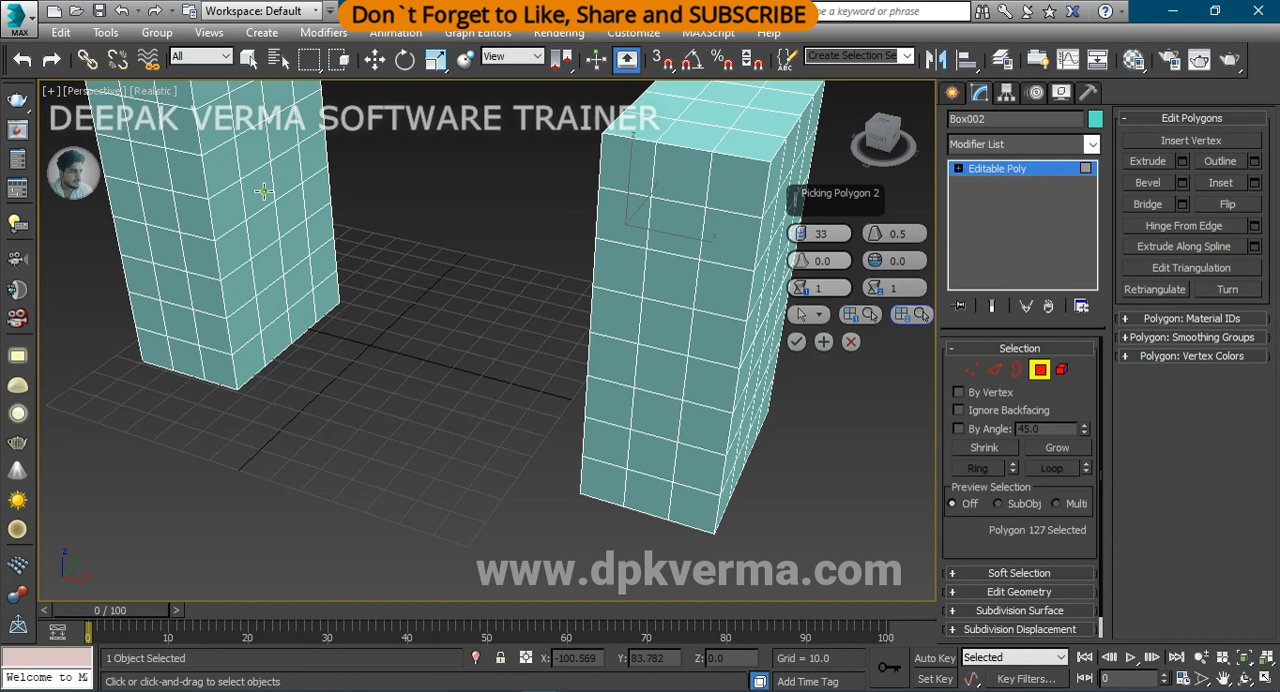 Don`t Forget to Like, Share and SUBSCRIBE
MAX
Workspace: Default
e a keyword or phrase
Edit Tools Group Views Create Modifiers Animation Graph Editors Rendering Customize MAXScript Help
All View 3 Create Selection Se
[+] [Perspective] [Realistic]
DEEPAK VERMA SOFTWARE TRAINER
FRONT
Picking Polygon 2
33 0.5
0.0 0.0
1 1
z
x
www.dpkverma.com
Box002
Modifier List
Editable Poly
Selection
By Vertex
Ignore Backfacing
By Angle: 45.0
Shrink Grow
Ring Loop
Preview Selection
Off SubObj Multi
Polygon 127 Selected
Soft Selection
Edit Geometry
Subdivision Surface
Subdivision Displacement
Edit Polygons
Insert Vertex
Extrude Outline
Bevel Inset
Bridge Flip
Hinge From Edge
Extrude Along Spline
Edit Triangulation
Retriangulate Turn
Polygon: Material IDs
Polygon: Smoothing Groups
Polygon: Vertex Colors
0 / 100
0 10 20 30 40 50 60 70 80 90 100
1 Object Selected X: -100.569 Y: 83.782 Z: 0.0 Grid = 10.0 Auto Key Selected
Welcome to M Click or click-and-drag to select objects Add Time Tag Set Key Key Filters... 0